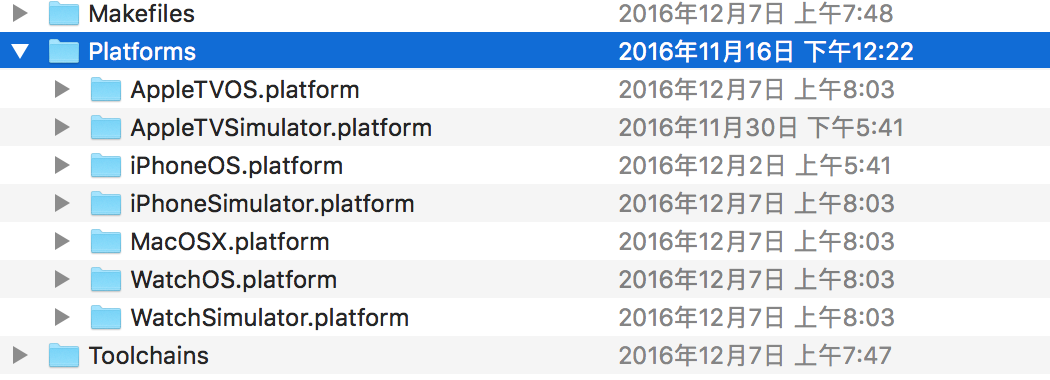 Makefiles 2016年12月7日 上午7:48
Platforms 2016年11月16日 下午12:22
AppleTVOS.platform 2016年12月7日 上午8:03
AppleTVSimulator.platform 2016年11月30日 下午5:41
iPhoneOS.platform 2016年12月2日 上午5:41
iPhoneSimulator.platform 2016年12月7日 上午8:03
MacOSX.platform 2016年12月7日 上午8:03
WatchOS.platform 2016年12月7日 上午8:03
WatchSimulator.platform 2016年12月7日 上午8:03
Toolchains 2016年12月7日 上午7:47